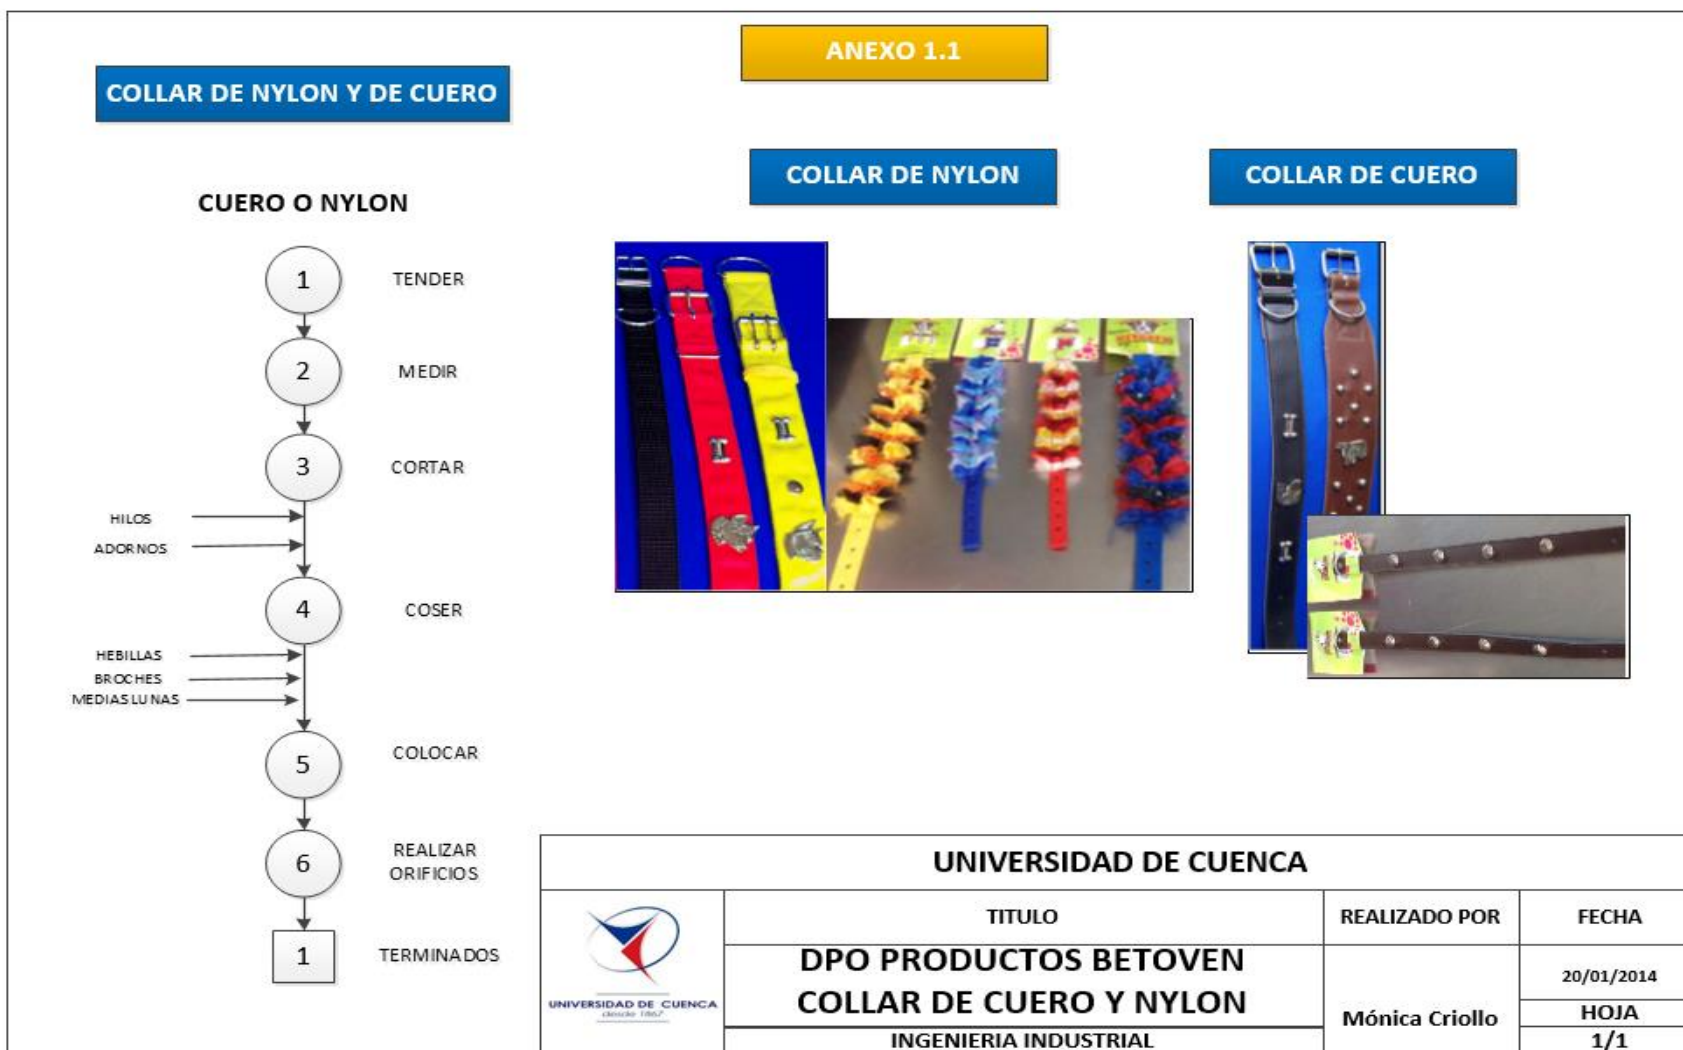 ANEXO 1.1
COLLAR DE NYLON Y DE CUERO
COLLAR DE NYLON
COLLAR DE CUERO
CUERO O NYLON
1
TENDER
2
MEDIR
3
CORTAR
HILOS
ADORNOS
4
COSER
HEBILLAS
BROCHES
MEDIAS LUNAS
5
COLOCAR
6
REALIZAR
ORIFICIOS
1
TERMINADOS
UNIVERSIDAD DE CUENCA
UNIVERSIDAD DE CUENCA
desde 1867
TITULO
REALIZADO POR
FECHA
DPO PRODUCTOS BETOVEN
COLLAR DE CUERO Y NYLON
20/01/2014
Mónica Criollo
HOJA
INGENIERIA INDUSTRIAL
1/1